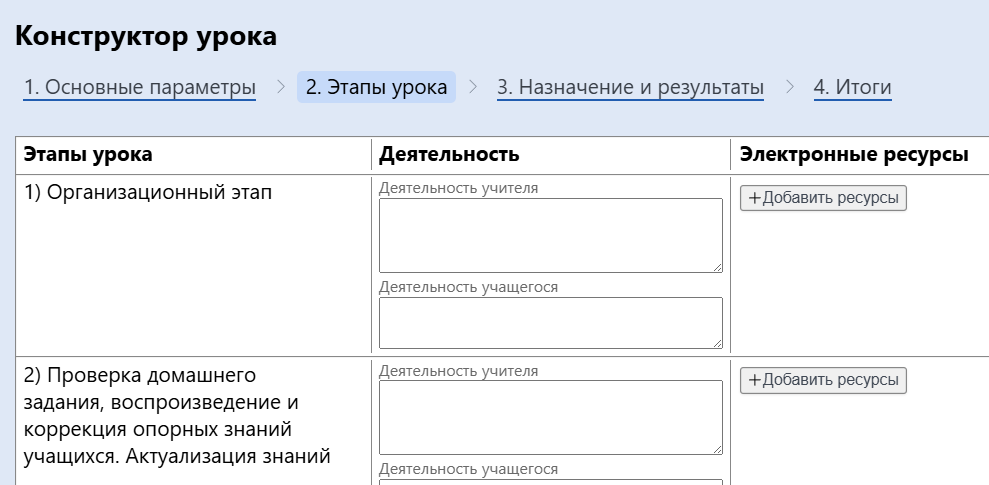 Конструктор урока
1. Основные параметры 2. Этапы урока 3. Назначение и результаты 4. Итоги
Этапы урока Деятельность Электронные ресурсы
1) Организационный этап
Деятельность учителя
+Добавить ресурсы
Деятельность учащегося
2) Проверка домашнего
задания, воспроизведение и
коррекция опорных знаний
учащихся. Актуализация знаний
Деятельность учителя
+Добавить ресурсы
Деятельность учащегося